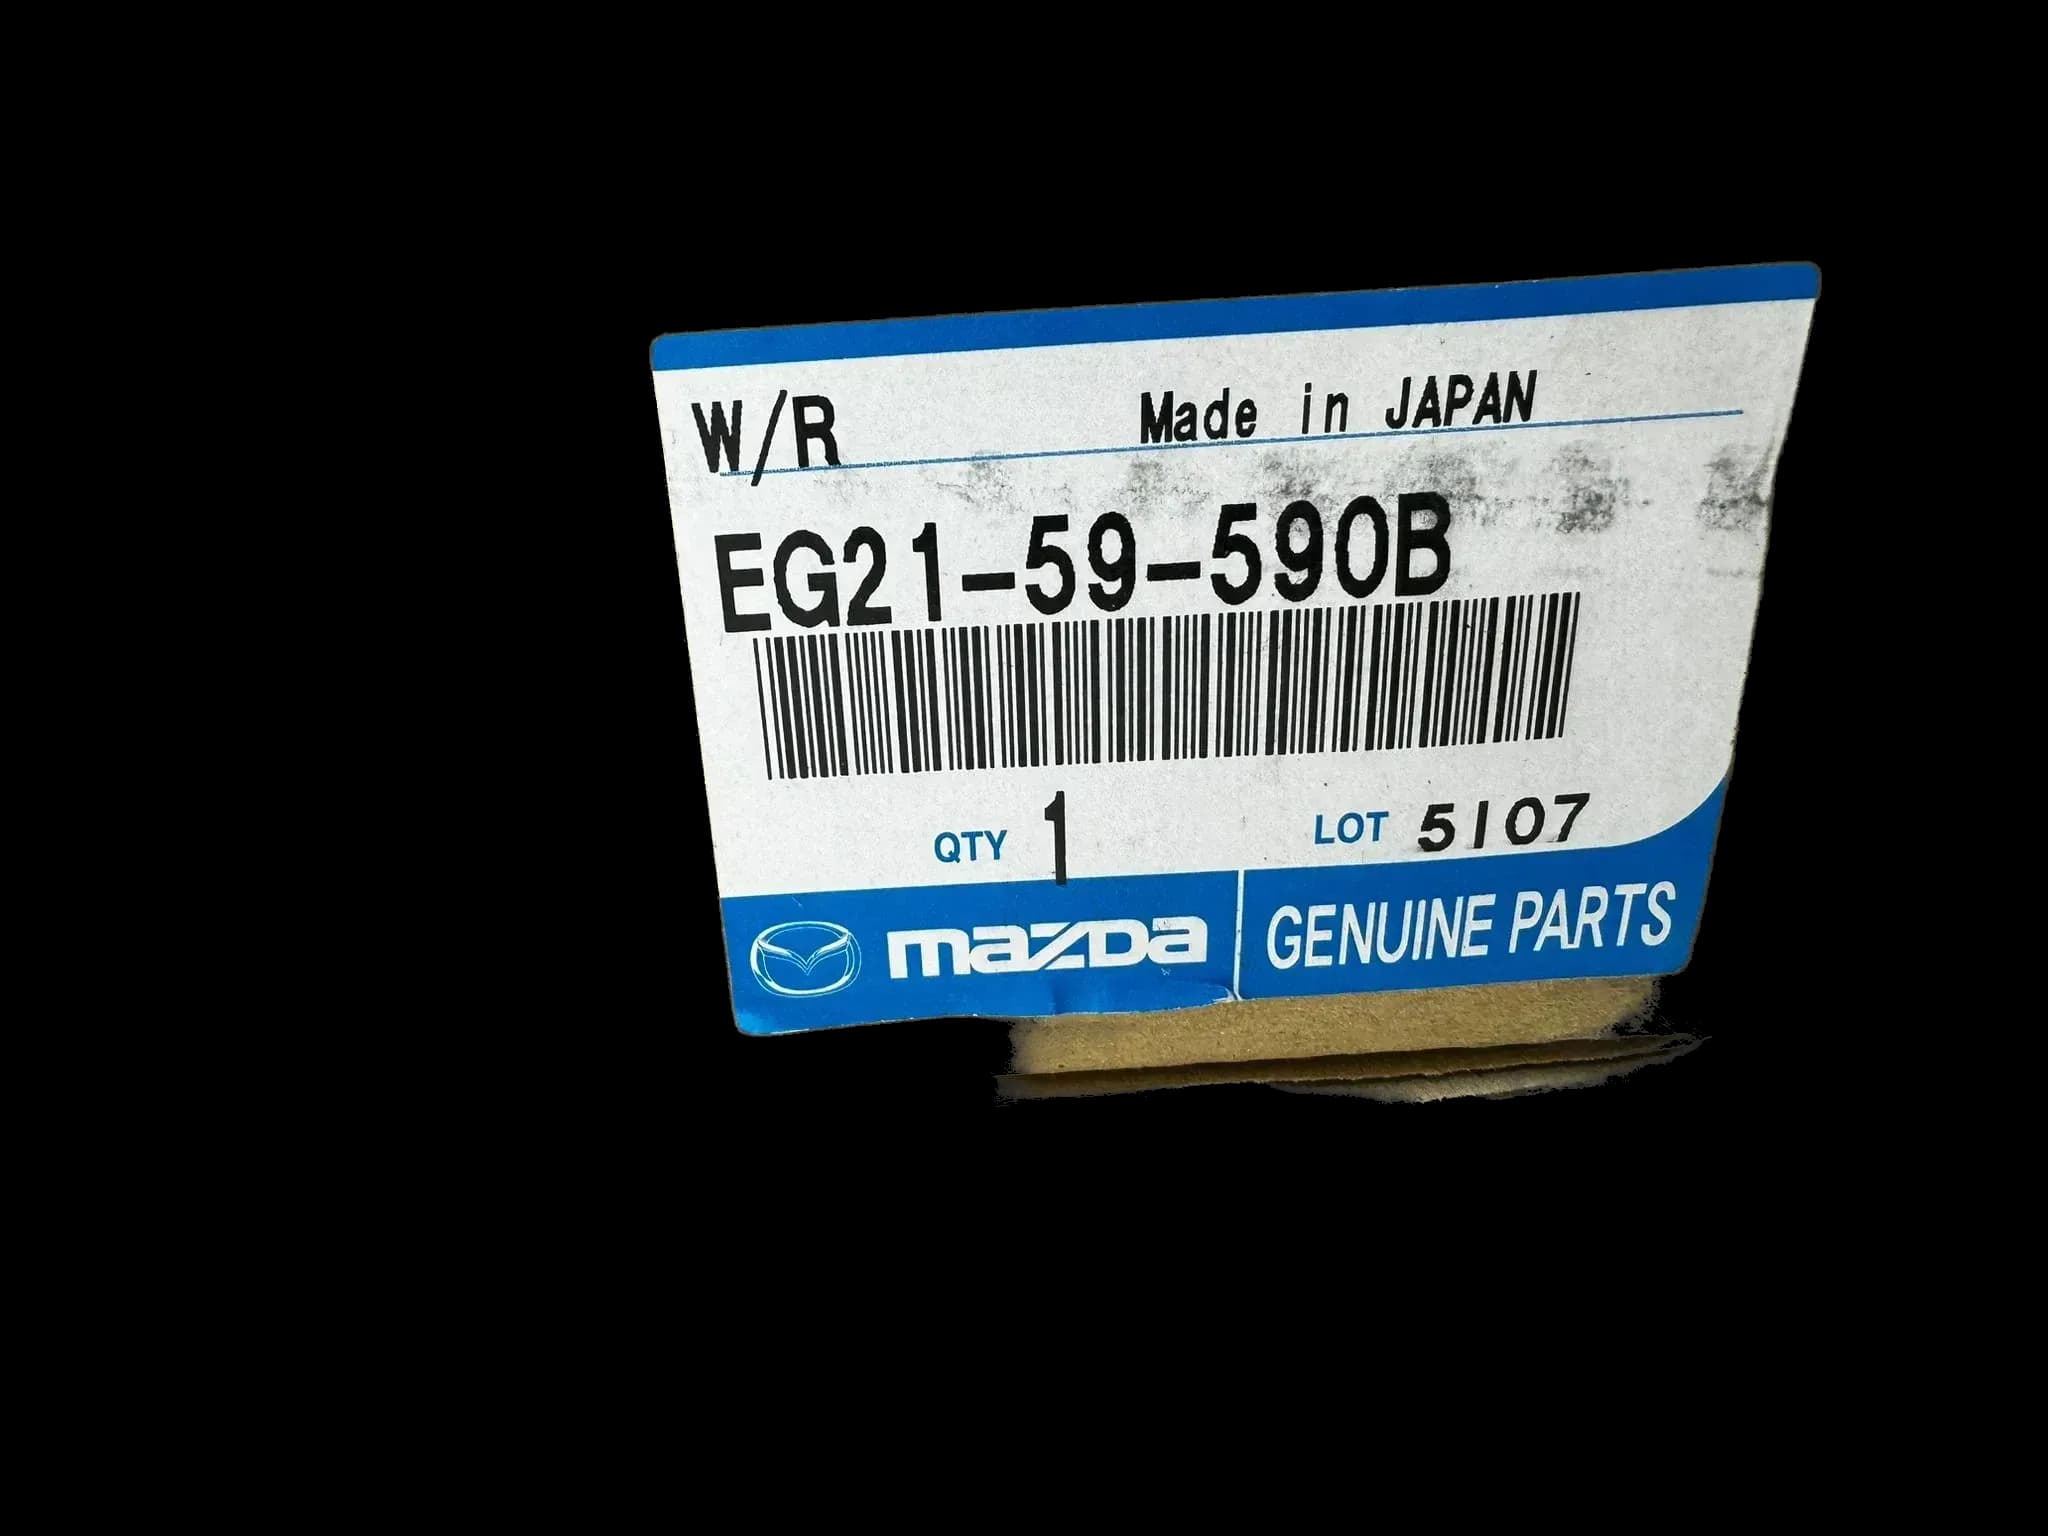 W/R Made in JAPAN
EG21-59-590B
QTY 1 LOT 5107
mazda GENUINE PARTS